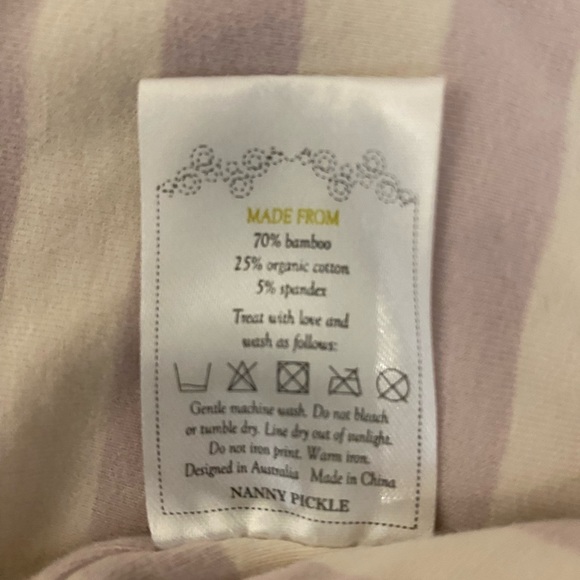 MADE FROM
70% bamboo
25% organic cotton
5% spandex
Treat with love and
wash as follows:
Gentle machine wash. Do not bleach
or tumble dry. Line dry out of sunlight.
Do not iron print. Warm iron.
Designed in Australia Made in China
NANNY PICKLE